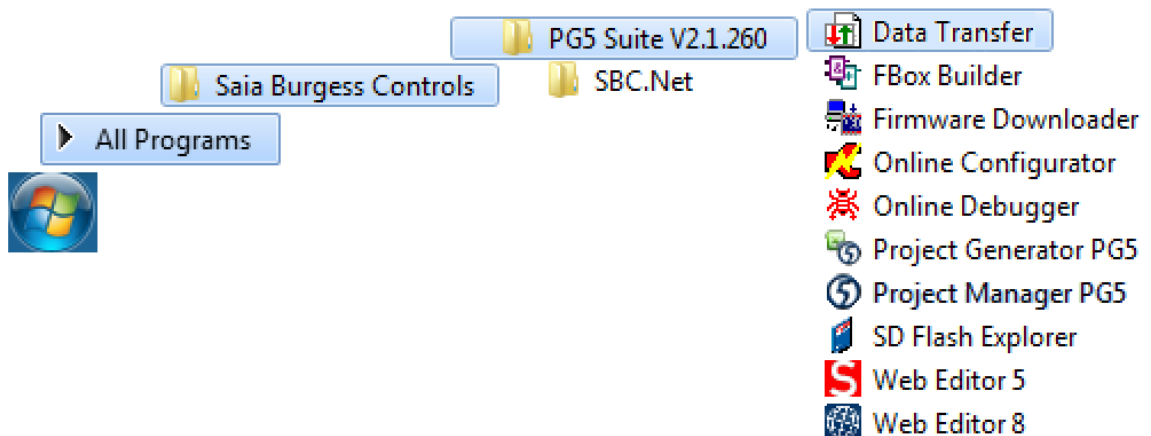 PG5 Suite V2.1.260
SBC.Net
Saia Burgess Controls
All Programs
Data Transfer
FBox Builder
Firmware Downloader
Online Configurator
Online Debugger
Project Generator PG5
Project Manager PG5
SD Flash Explorer
Web Editor 5
Web Editor 8